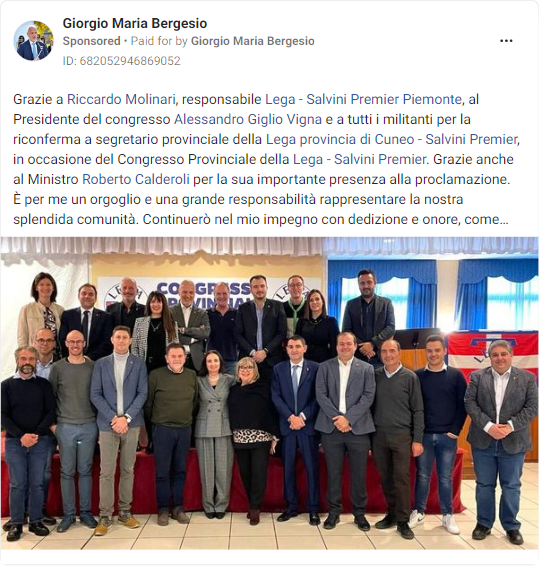 Giorgio Maria Bergesio
Sponsored • Paid for by Giorgio Maria Bergesio
ID: 682052946869052
Grazie a Riccardo Molinari, responsabile Lega - Salvini Premier Piemonte, al
Presidente del congresso Alessandro Giglio Vigna e a tutti i militanti per la
riconferma a segretario provinciale della Lega provincia di Cuneo - Salvini Premier,
in occasione del Congresso Provinciale della Lega - Salvini Premier. Grazie anche
al Ministro Roberto Calderoli per la sua importante presenza alla proclamazione.
È per me un orgoglio e una grande responsabilità rappresentare la nostra
splendida comunità. Continuerò nel mio impegno con dedizione e onore, come...
CONGRESSO
PROVINCIAL